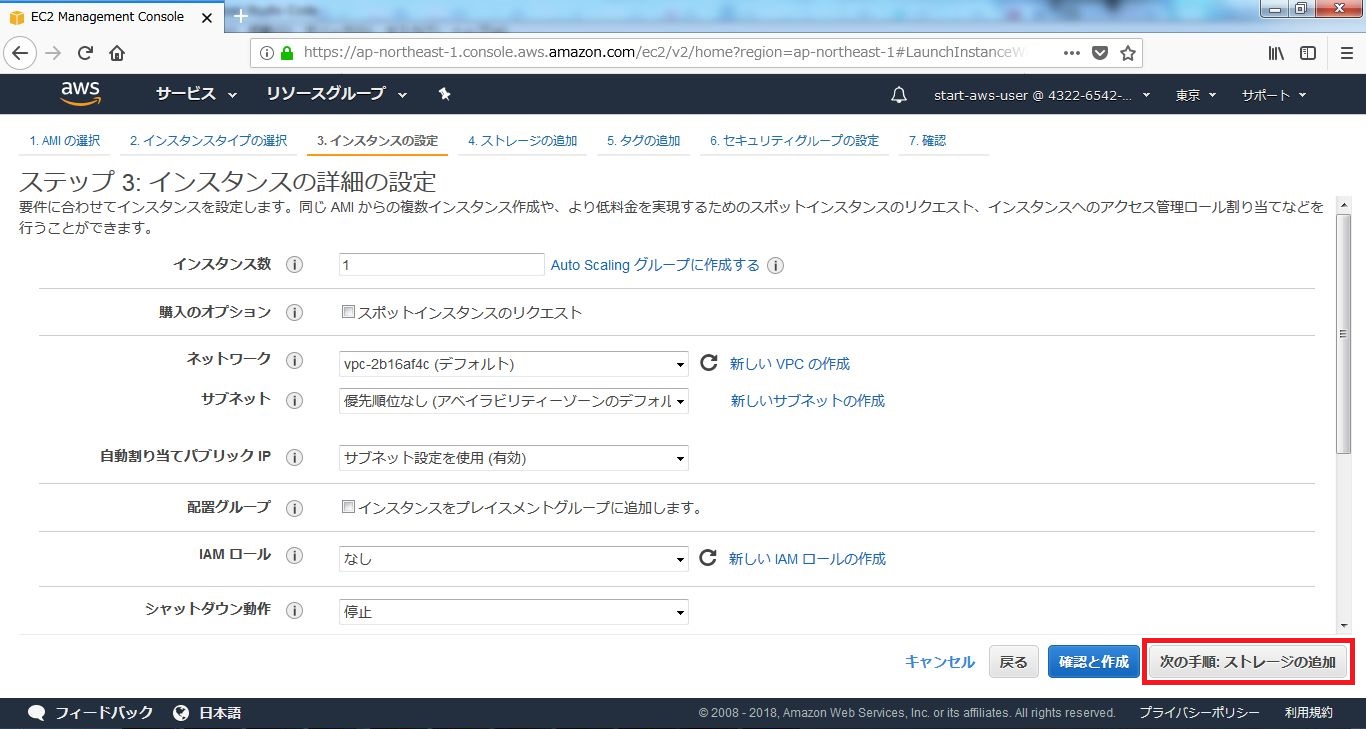 EC2 Management Console
https://ap-northeast-1.console.aws.amazon.com/ec2/v2/home?region=ap-northeast-1#LaunchInstanceW
aws サービス リソースグループ start-aws-user @ 4322-6542-... 東京 サポート
1. AMI の選択 2. インスタンスタイプの選択 3. インスタンスの設定 4. ストレージの追加 5. タグの追加 6. セキュリティグループの設定 7. 確認
ステップ 3: インスタンスの詳細の設定
要件に合わせてインスタンスを設定します。同じ AMI からの複数インスタンス作成や、より低料金を実現するためのスポットインスタンスのリクエスト、インスタンスへのアクセス管理ロール割り当てなどを
行うことができます。
インスタンス数 1 Auto Scaling グループに作成する
購入のオプション スポットインスタンスのリクエスト
ネットワーク vpc-2b16af4c (デフォルト) 新しい VPC の作成
サブネット 優先順位なし (アベイラビリティーゾーンのデフォル 新しいサブネットの作成
自動割り当てパブリック IP サブネット設定を使用 (有効)
配置グループ インスタンスをプレイスメントグループに追加します。
IAM ロール なし 新しい IAM ロールの作成
シャットダウン動作 停止
キャンセル 戻る 確認と作成 次の手順: ストレージの追加
フィードバック 日本語 © 2008 - 2018, Amazon Web Services, Inc. or its affiliates. All rights reserved. プライバシーポリシー 利用規約